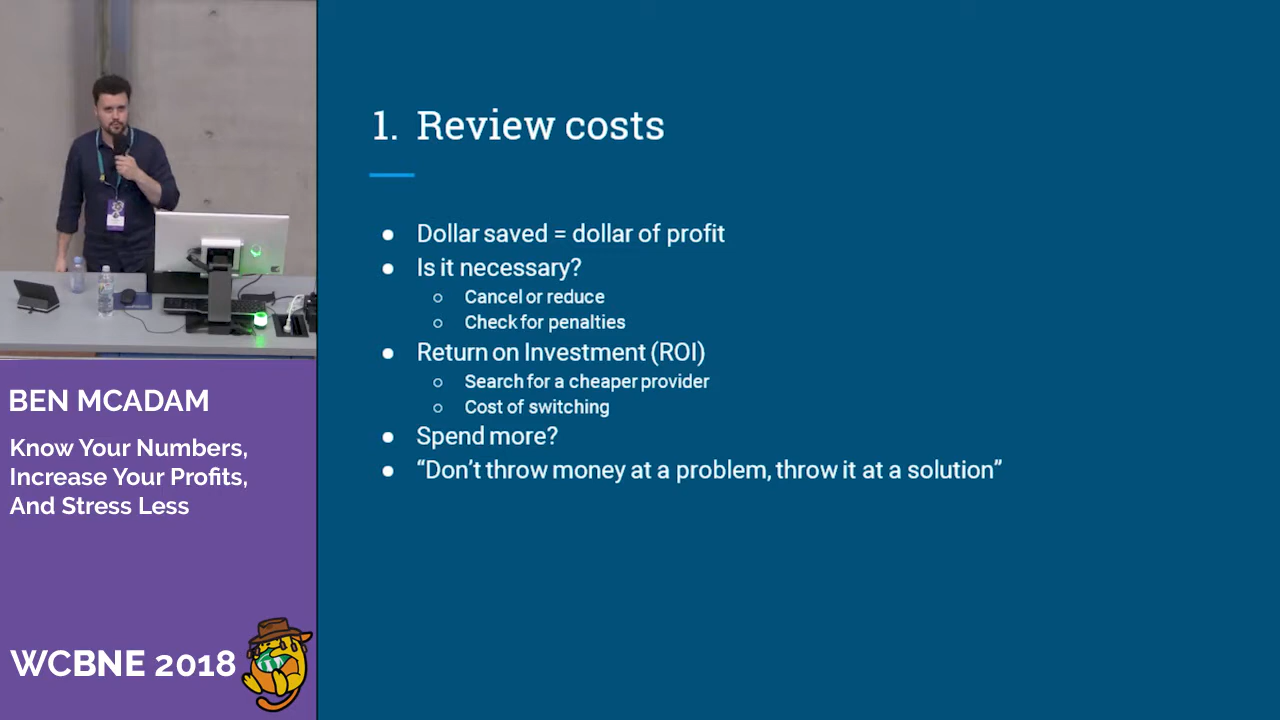 1. Review costs
● Dollar saved = dollar of profit
● Is it necessary?
○ Cancel or reduce
○ Check for penalties
● Return on Investment (ROI)
○ Search for a cheaper provider
○ Cost of switching
● Spend more?
● “Don’t throw money at a problem, throw it at a solution”
BEN MCADAM
Know Your Numbers,
Increase Your Profits,
And Stress Less
WCBNE 2018